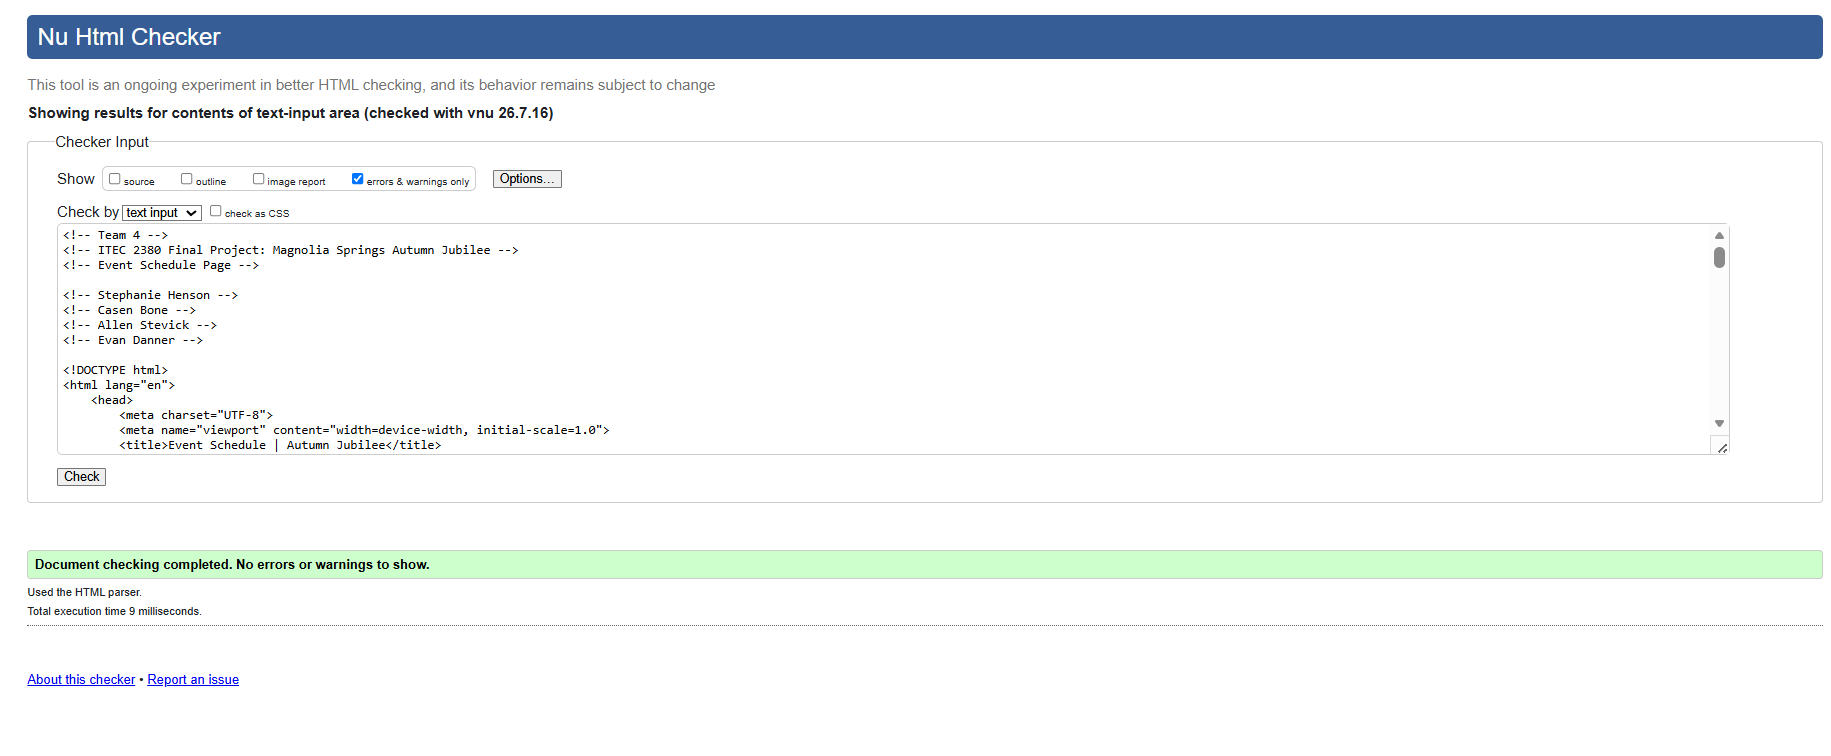 Nu Html Checker
This tool is an ongoing experiment in better HTML checking, and its behavior remains subject to change
Showing results for contents of text-input area (checked with vnu 26.7.16)
Checker Input
Show source outline image report errors & warnings only Options...
Check by text input check as CSS
<!-- Team 4 -->
<!-- ITEC 2380 Final Project: Magnolia Springs Autumn Jubilee -->
<!-- Event Schedule Page -->
<!-- Stephanie Henson -->
<!-- Casen Bone -->
<!-- Allen Stevick -->
<!-- Evan Danner -->
<!DOCTYPE html>
<html lang="en">
<head>
<meta charset="UTF-8">
<meta name="viewport" content="width=device-width, initial-scale=1.0">
<title>Event Schedule | Autumn Jubilee</title>
Check
Document checking completed. No errors or warnings to show.
Used the HTML parser.
Total execution time 9 milliseconds.
About this checker • Report an issue